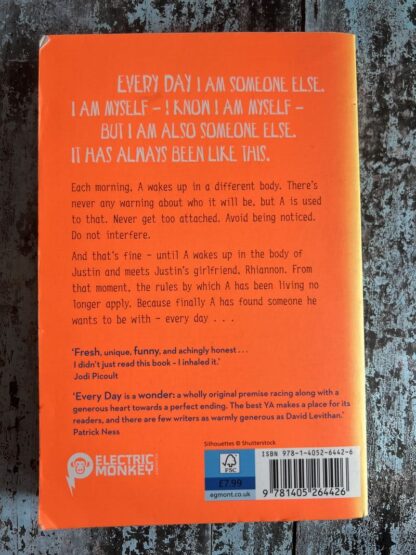 EVERY DAY I AM SOMEONE ELSE.
I AM MYSELF – I KNOW I AM MYSELF –
BUT I AM ALSO SOMEONE ELSE.
IT HAS ALWAYS BEEN LIKE THIS.
Each morning, A wakes up in a different body. There's
never any warning about who it will be, but A is used
to that. Never get too attached. Avoid being noticed.
Do not interfere.
And that's fine – until A wakes up in the body of
Justin and meets Justin's girlfriend, Rhiannon. From
that moment, the rules by which A has been living no
longer apply. Because finally A has found someone he
wants to be with – every day . . .
'Fresh, unique, funny, and achingly honest . . .
I didn't just read this book – I inhaled it.'
Jodi Picoult
'Every Day is a wonder: a wholly original premise racing along with a
generous heart towards a perfect ending. The best YA makes a place for its
readers, and there are few writers as warmly generous as David Levithan.'
Patrick Ness
Silhouettes © Shutterstock
ELECTRIC
MONKEY
FSC
£7.99
egmont.co.uk
ISBN 978-1-4052-6442-6
9 781405 264426